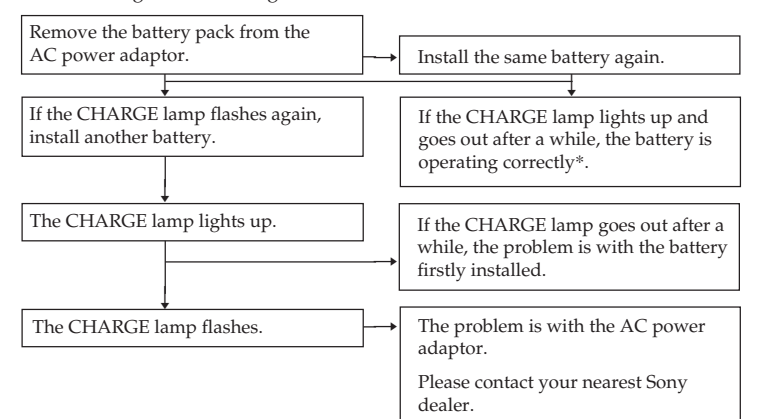 Remove the battery pack from the
AC power adaptor.
Install the same battery again.
If the CHARGE lamp flashes again,
install another battery.
If the CHARGE lamp lights up and
goes out after a while, the battery is
operating correctly*.
The CHARGE lamp lights up.
If the CHARGE lamp goes out after a
while, the problem is with the battery
firstly installed.
The CHARGE lamp flashes.
The problem is with the AC power
adaptor.
Please contact your nearest Sony
dealer.